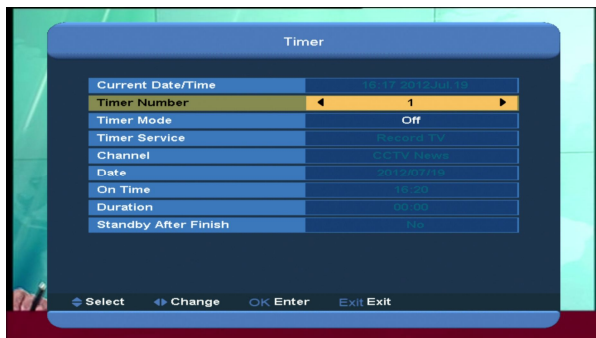 Timer
Current Date/Time 16:17 2012Jul.19
Timer Number 1
Timer Mode Off
Timer Service Record TV
Channel CCTV News
Date 2012/07/19
On Time 16:20
Duration 00:00
Standby After Finish No
Select Change OK Enter Exit Exit